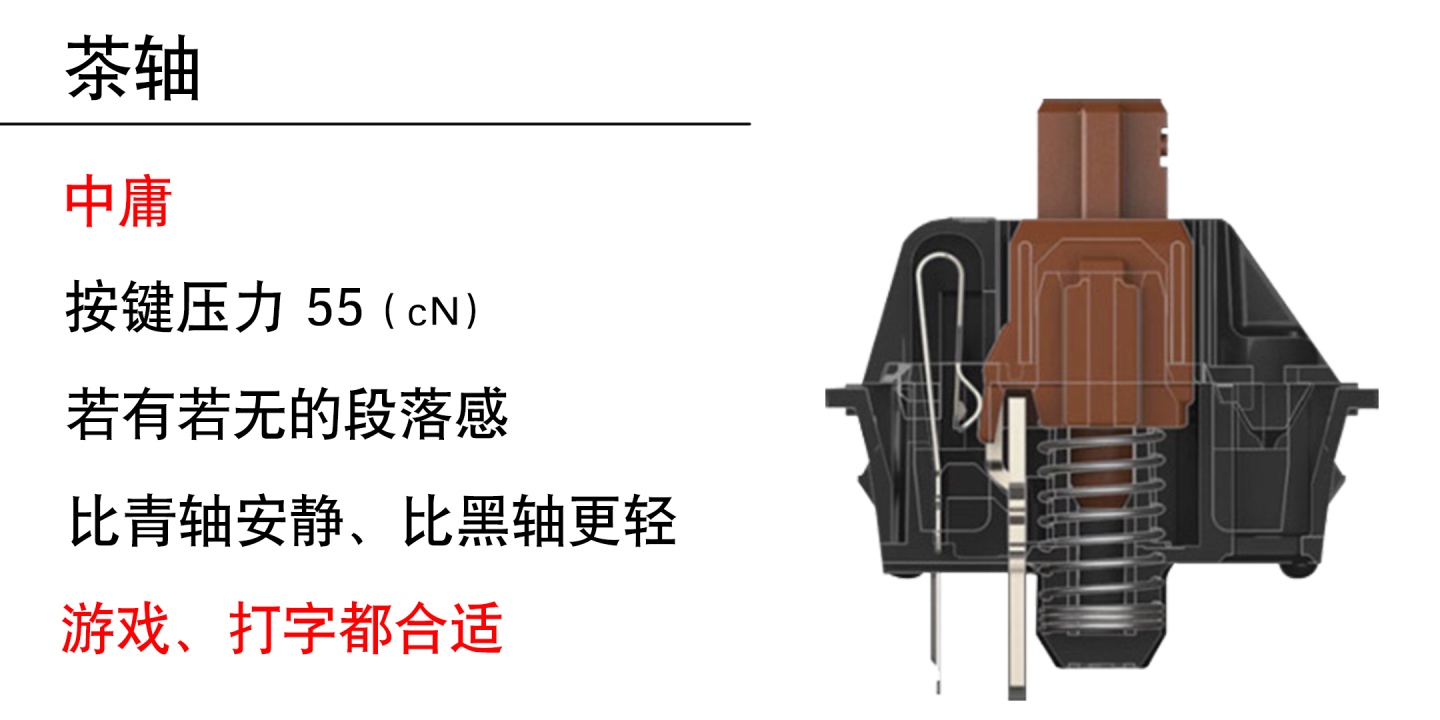 茶轴
中庸
按键压力 55（cN）
若有若无的段落感
比青轴安静、比黑轴更轻
游戏、打字都合适